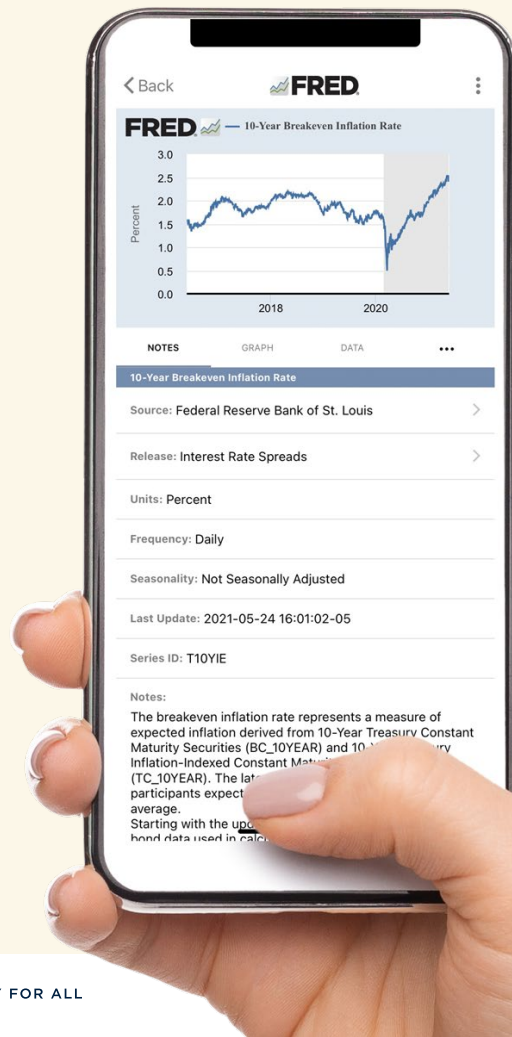 Back
FRED
FRED — 10-Year Breakeven Inflation Rate
3.0
2.5
2.0
1.5
1.0
0.5
0.0
Percent
2018
2020
NOTES GRAPH DATA •••
10-Year Breakeven Inflation Rate
Source: Federal Reserve Bank of St. Louis
Release: Interest Rate Spreads
Units: Percent
Frequency: Daily
Seasonality: Not Seasonally Adjusted
Last Update: 2021-05-24 16:01:02-05
Series ID: T10YIE
Notes:
The breakeven inflation rate represents a measure of
expected inflation derived from 10-Year Treasury Constant
Maturity Securities (BC_10YEAR) and
Inflation-Indexed Constant
(TC_10YEAR). The
participants
average.
Starting with the
bond data used in
FOR ALL